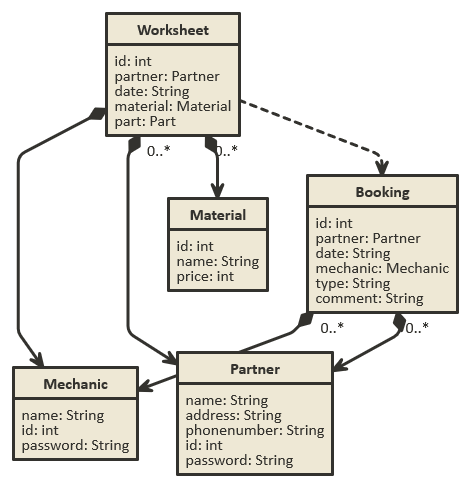 Worksheet
id: int
partner: Partner
date: String
material: Material
part: Part
0..*
0..*
Material
id: int
name: String
price: int
Booking
id: int
partner: Partner
date: String
mechanic: Mechanic
type: String
comment: String
0..*
0..*
Mechanic
name: String
id: int
password: String
Partner
name: String
address: String
phonenumber: String
id: int
password: String